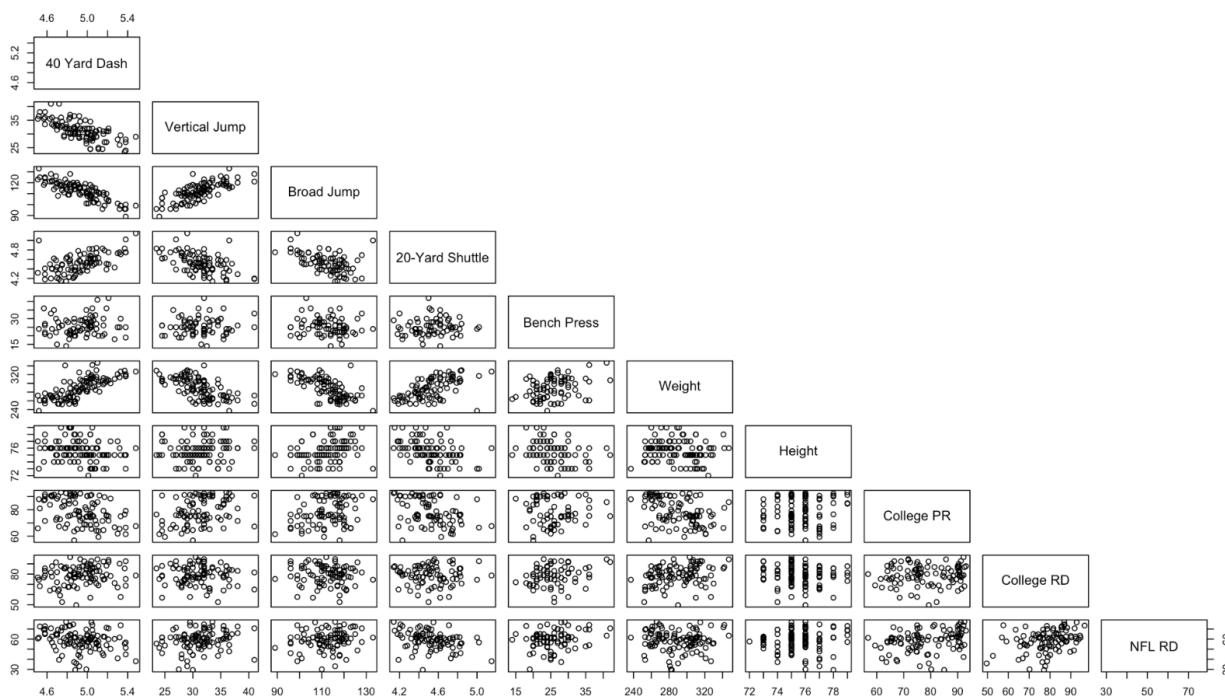 4.6 5.0 5.4
4.6 5.2
40 Yard Dash
25 35
Vertical Jump
90 120
Broad Jump
4.2 4.8
20-Yard Shuttle
15 30
Bench Press
240 320
Weight
72 76
Height
60 80
College PR
50 80
College RD
30 60
NFL RD
4.6 5.0 5.4 25 30 35 40 90 110 130 4.2 4.6 5.0 15 25 35 240 280 320 72 74 76 78 60 70 80 90 50 60 70 80 90 30 50 70